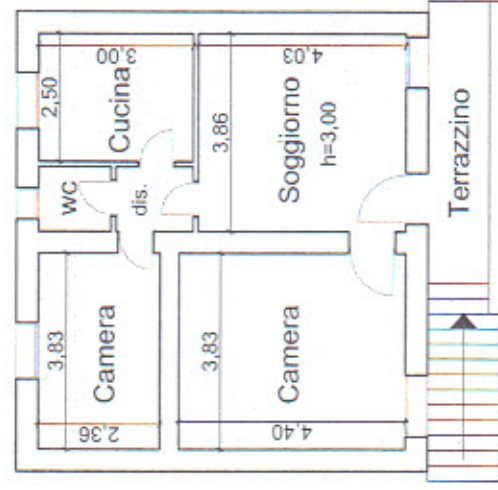 3,00
2,50
Cucina
4,03
3,86
Soggiorno
h=3,00
wc
dis.
Terrazzino
3,83
Camera
2,36
3,83
Camera
4,40